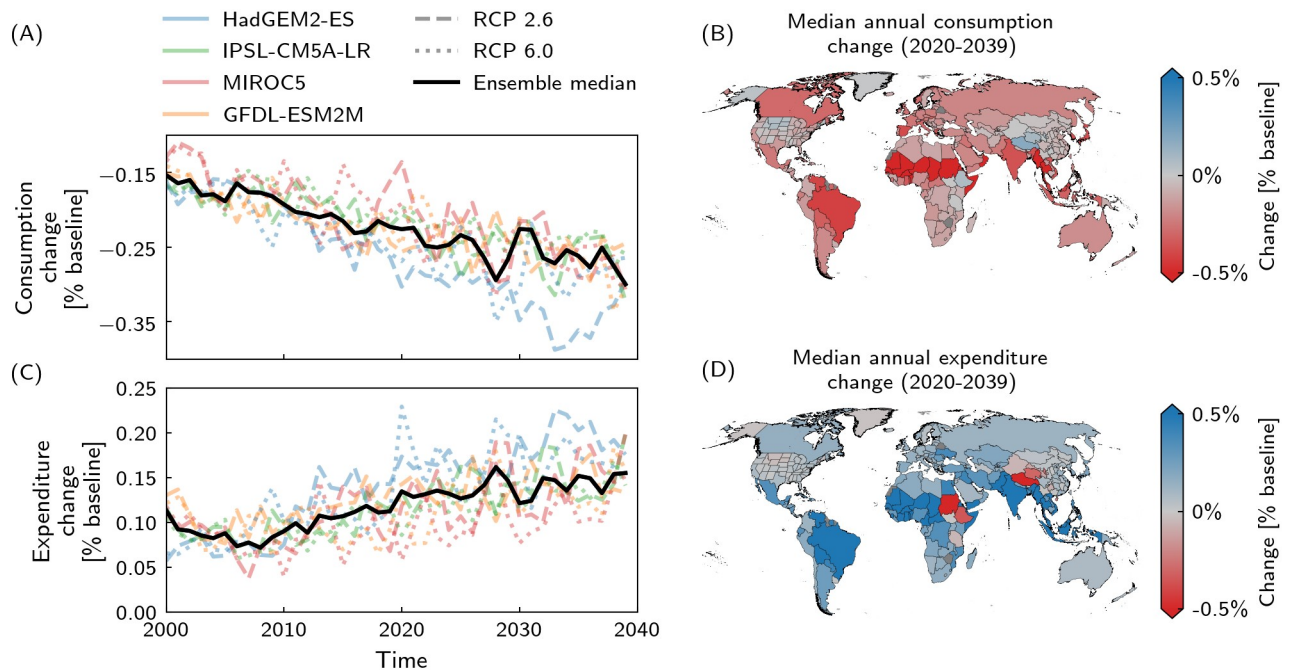 (A)
HadGEM2-ES
IPSL-CM5A-LR
MIROC5
GFDL-ESM2M
RCP 2.6
RCP 6.0
Ensemble median
Consumption
change
[% baseline]
−0.15
−0.25
−0.35
(B)
Median annual consumption
change (2020-2039)
0.5%
0%
-0.5%
Change [% baseline]
(C)
Expenditure
change
[% baseline]
0.25
0.20
0.15
0.10
0.05
0.00
2000
2010
2020
2030
2040
Time
(D)
Median annual expenditure
change (2020-2039)
0.5%
0%
-0.5%
Change [% baseline]